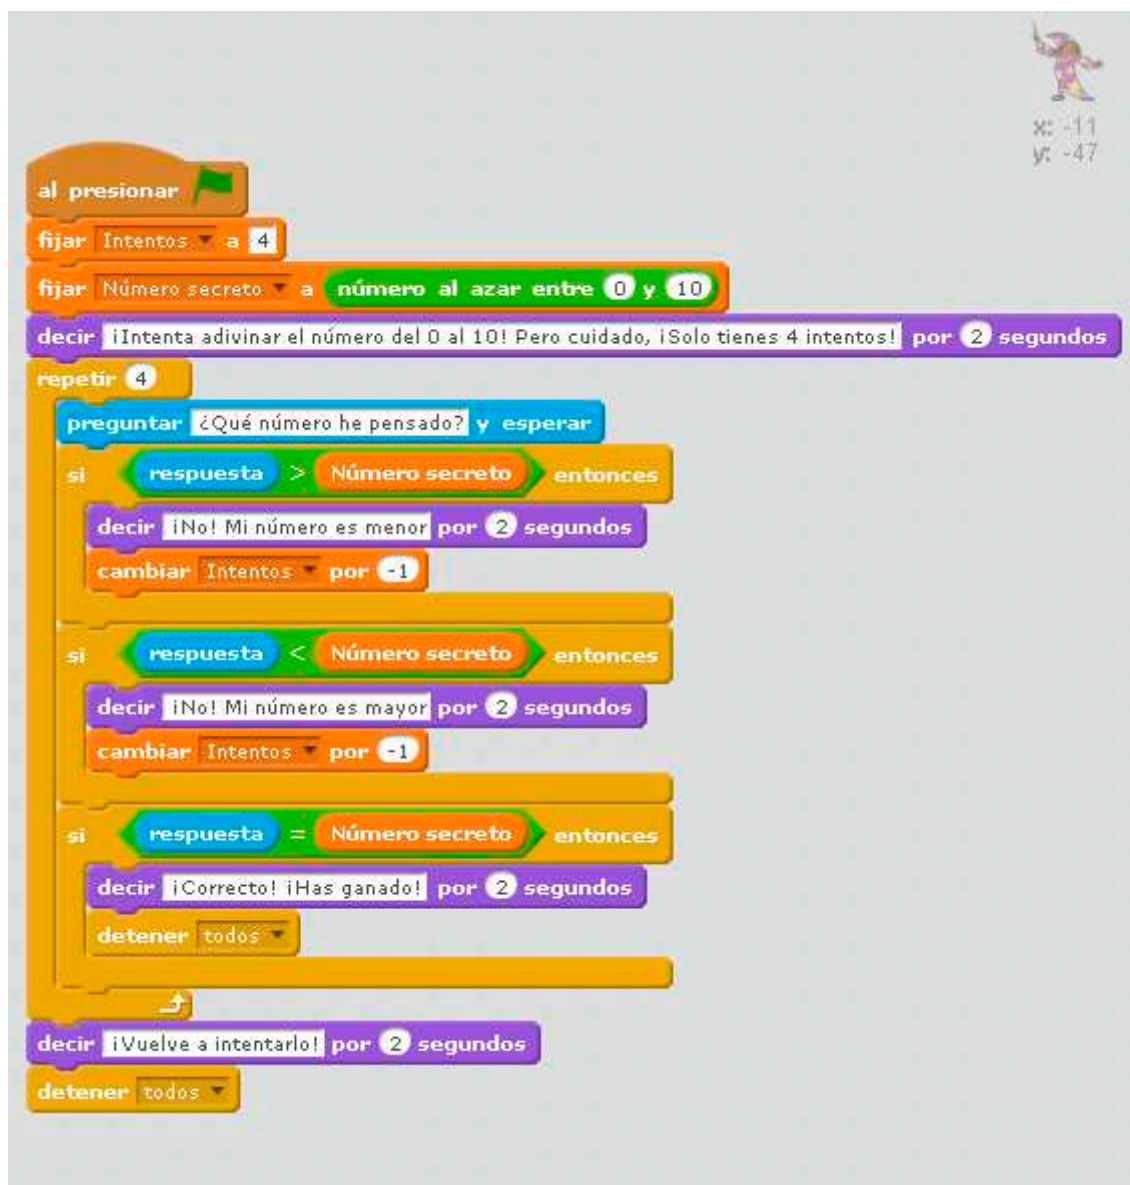 x: -11
y: -47
al presionar
fijar Intentos a 4
fijar Número secreto a número al azar entre 0 y 10
decir ¡Intenta adivinar el número del 0 al 10! Pero cuidado, ¡Solo tienes 4 intentos! por 2 segundos
repetir 4
preguntar ¿Qué número he pensado? y esperar
si respuesta > Número secreto entonces
decir ¡No! Mi número es menor por 2 segundos
cambiar Intentos por -1
si respuesta < Número secreto entonces
decir ¡No! Mi número es mayor por 2 segundos
cambiar Intentos por -1
si respuesta = Número secreto entonces
decir ¡Correcto! ¡Has ganado! por 2 segundos
detener todos
decir ¡Vuelve a intentarlo! por 2 segundos
detener todos